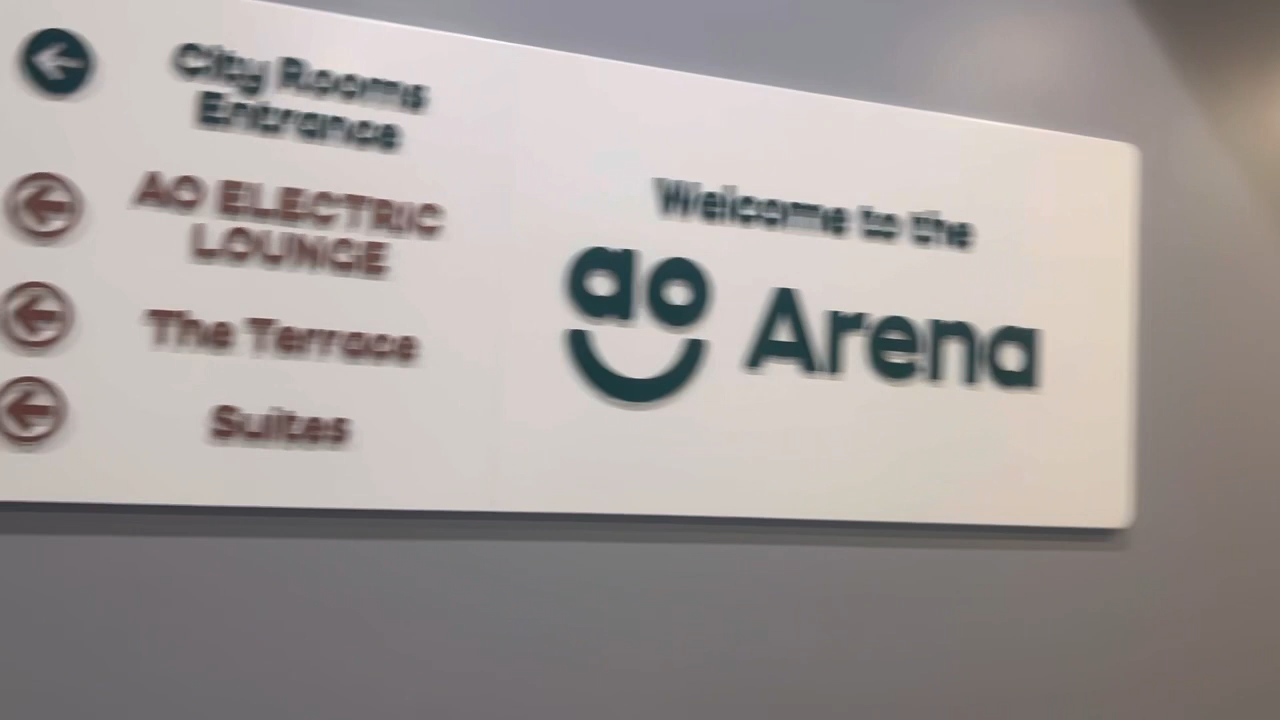 City Rooms
Entrance
AO ELECTRIC
LOUNGE
The Terrace
Suites
Welcome to the
ao Arena